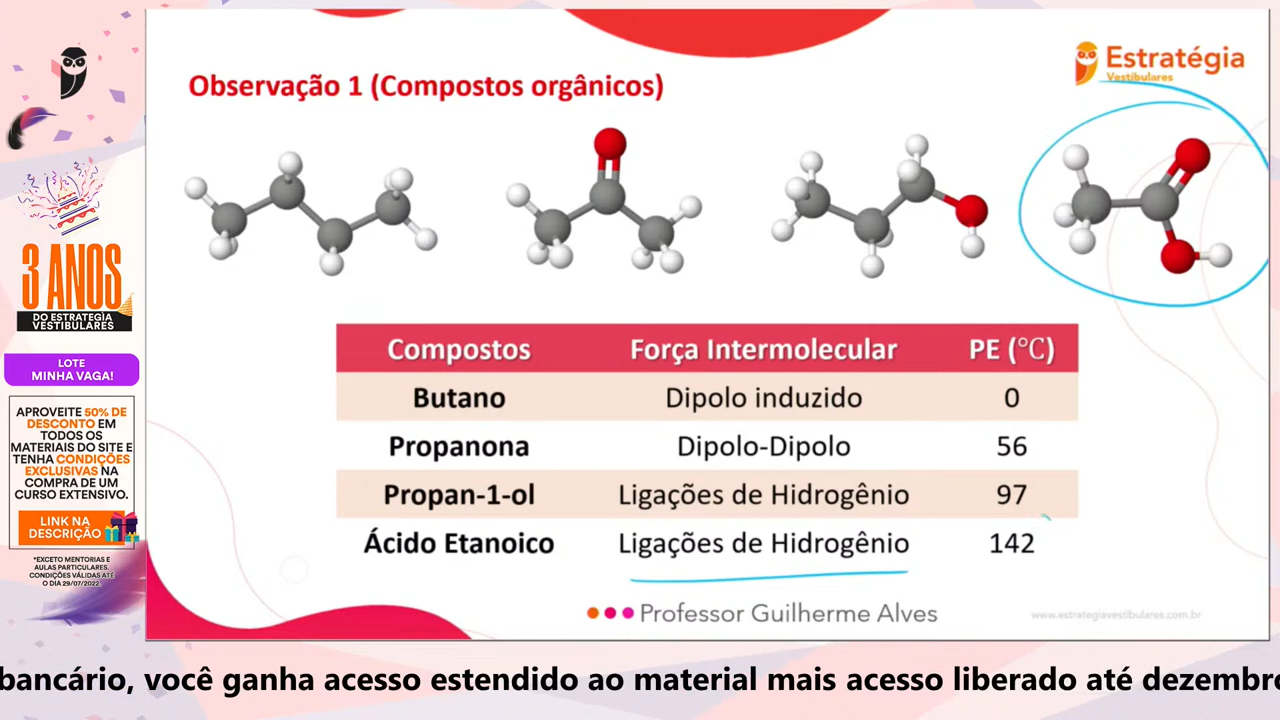 Observação 1 (Compostos orgânicos)
Estratégia
Vestibulares
3 ANOS
DO ESTRATÉGIA
VESTIBULARES
LOTE
MINHA VAGA!
APROVEITE 50% DE
DESCONTO EM
TODOS OS
MATERIAIS DO SITE E
TENHA CONDIÇÕES
EXCLUSIVAS NA
COMPRA DE UM
CURSO EXTENSIVO.
LINK NA
DESCRIÇÃO
*EXCETO MENTORIAS E
AULAS PARTICULARES.
CONDIÇÕES VÁLIDAS ATÉ
O DIA 29/07/2022.
Compostos Força Intermolecular PE (°C)
Butano Dipolo induzido 0
Propanona Dipolo-Dipolo 56
Propan-1-ol Ligações de Hidrogênio 97
Ácido Etanoico Ligações de Hidrogênio 142
Professor Guilherme Alves
www.estrategiavestibulares.com.br
bancário, você ganha acesso estendido ao material mais acesso liberado até dezembro